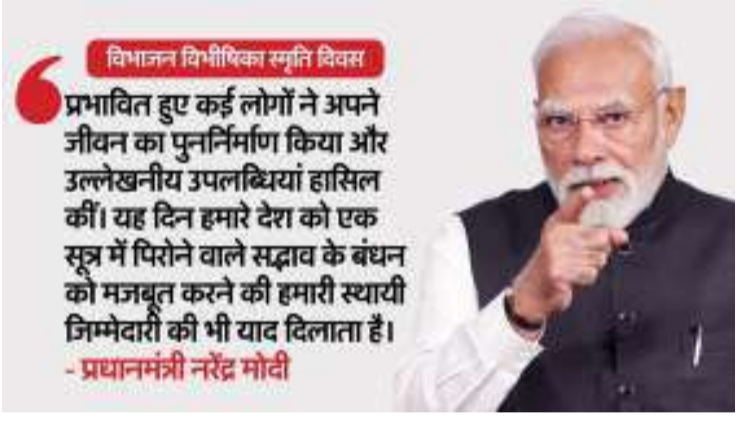 विभाजन विभीषिका स्मृति दिवस
प्रभावित हुए कई लोगों ने अपने
जीवन का पुनर्निर्माण किया और
उल्लेखनीय उपलब्धियां हासिल
कीं। यह दिन हमारे देश को एक
सूत्र में पिरोने वाले सद्भाव के बंधन
को मजबूत करने की हमारी स्थायी
जिम्मेदारी की भी याद दिलाता है।
- प्रधानमंत्री नरेंद्र मोदी